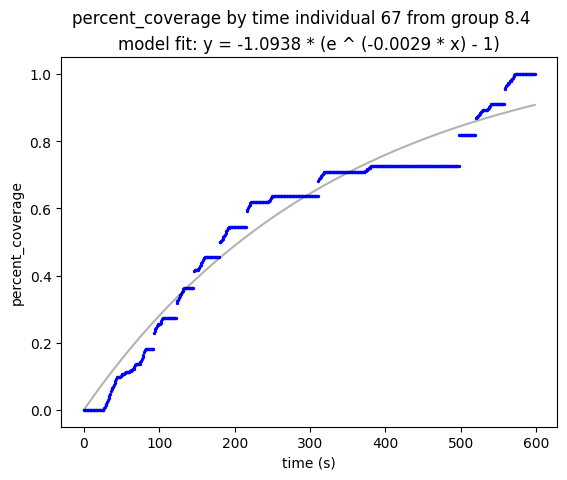 percent_coverage by time individual 67 from group 8.4
model fit: y = -1.0938 * (e ^ (-0.0029 * x) - 1)
1.0
0.8
0.6
0.4
0.2
0.0
percent_coverage
0 100 200 300 400 500 600
time (s)